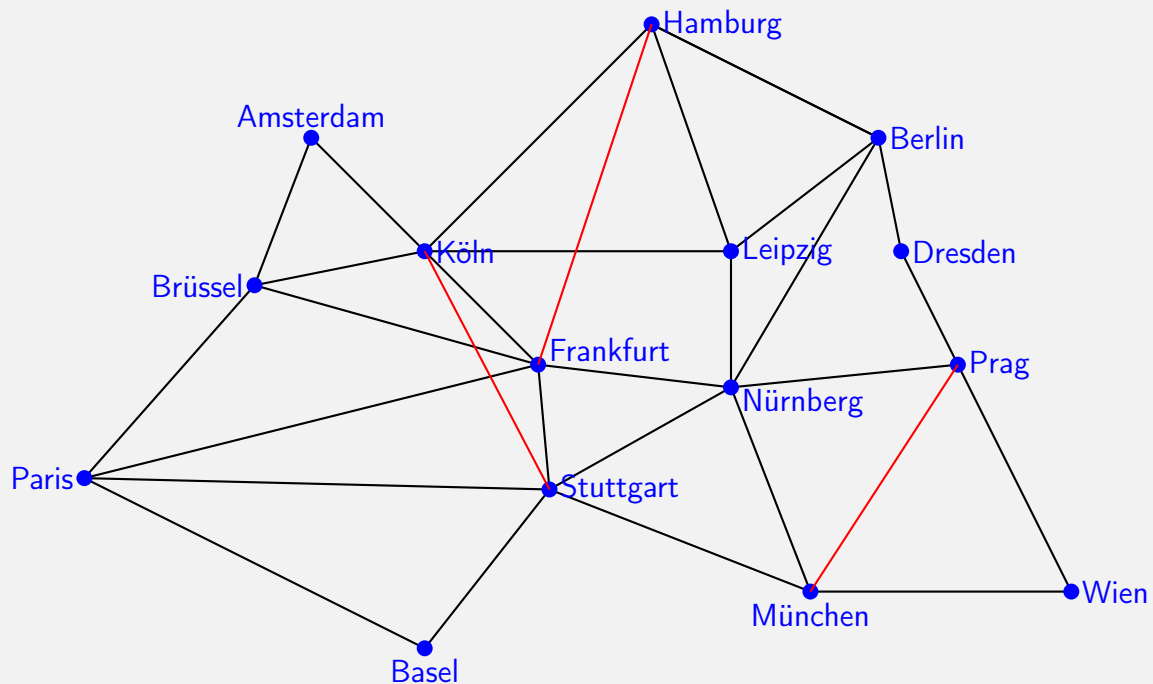 Hamburg
Amsterdam
Berlin
Köln
Leipzig
Dresden
Brüssel
Frankfurt
Prag
Nürnberg
Paris
Stuttgart
Wien
München
Basel